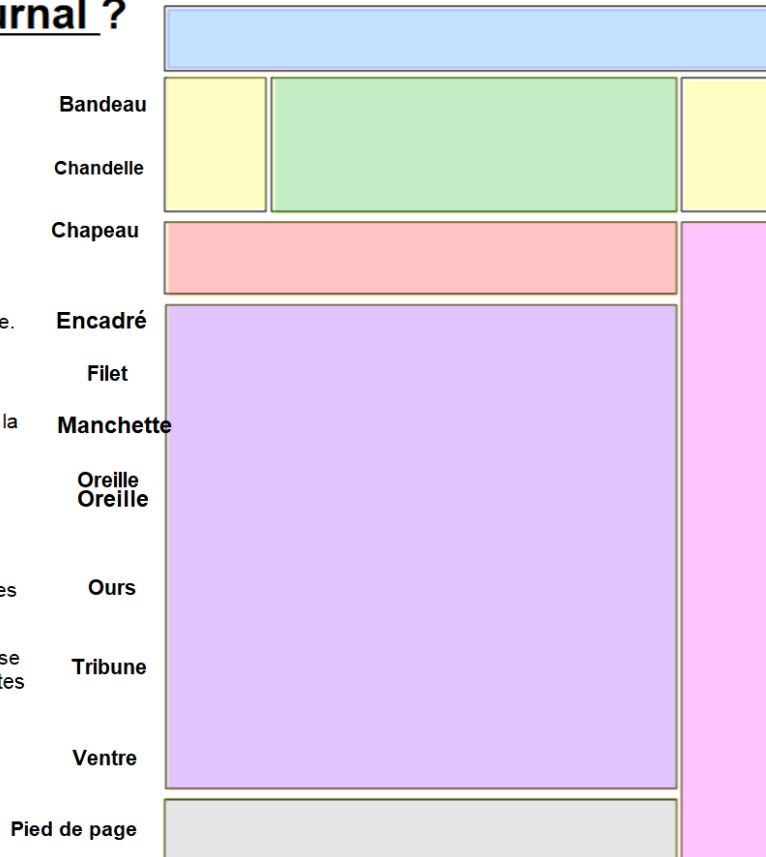 urnal ?
Bandeau
Chandelle
Chapeau
e.
Encadré
Filet
la
Manchette
Oreille
Oreille
es
Ours
se
Tribune
tes
Ventre
Pied de page